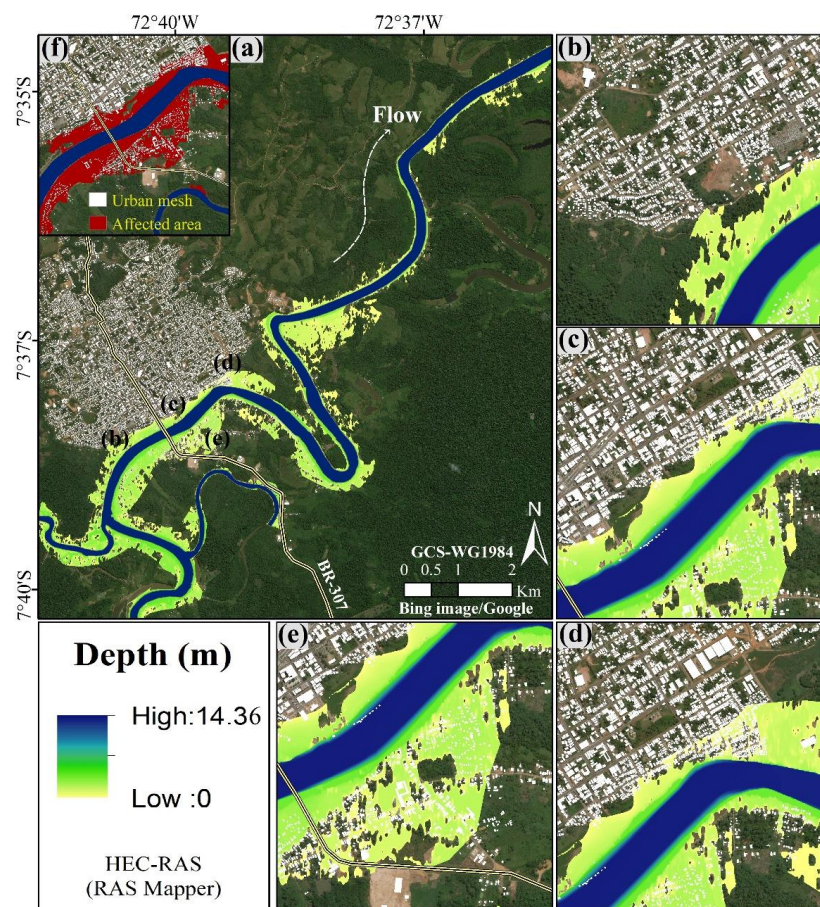 72°40'W
72°37'W
(f)
(a)
(b)
7°35'S
Flow
Urban mesh
Affected area
7°37'S
(c)
(d)
(c)
(b)
(e)
N
GCS-WG1984
0 0.5 1 2
Km
Bing image/Google
BR-307
7°40'S
Depth (m)
High:14.36
Low :0
HEC-RAS
(RAS Mapper)
(e)
(d)